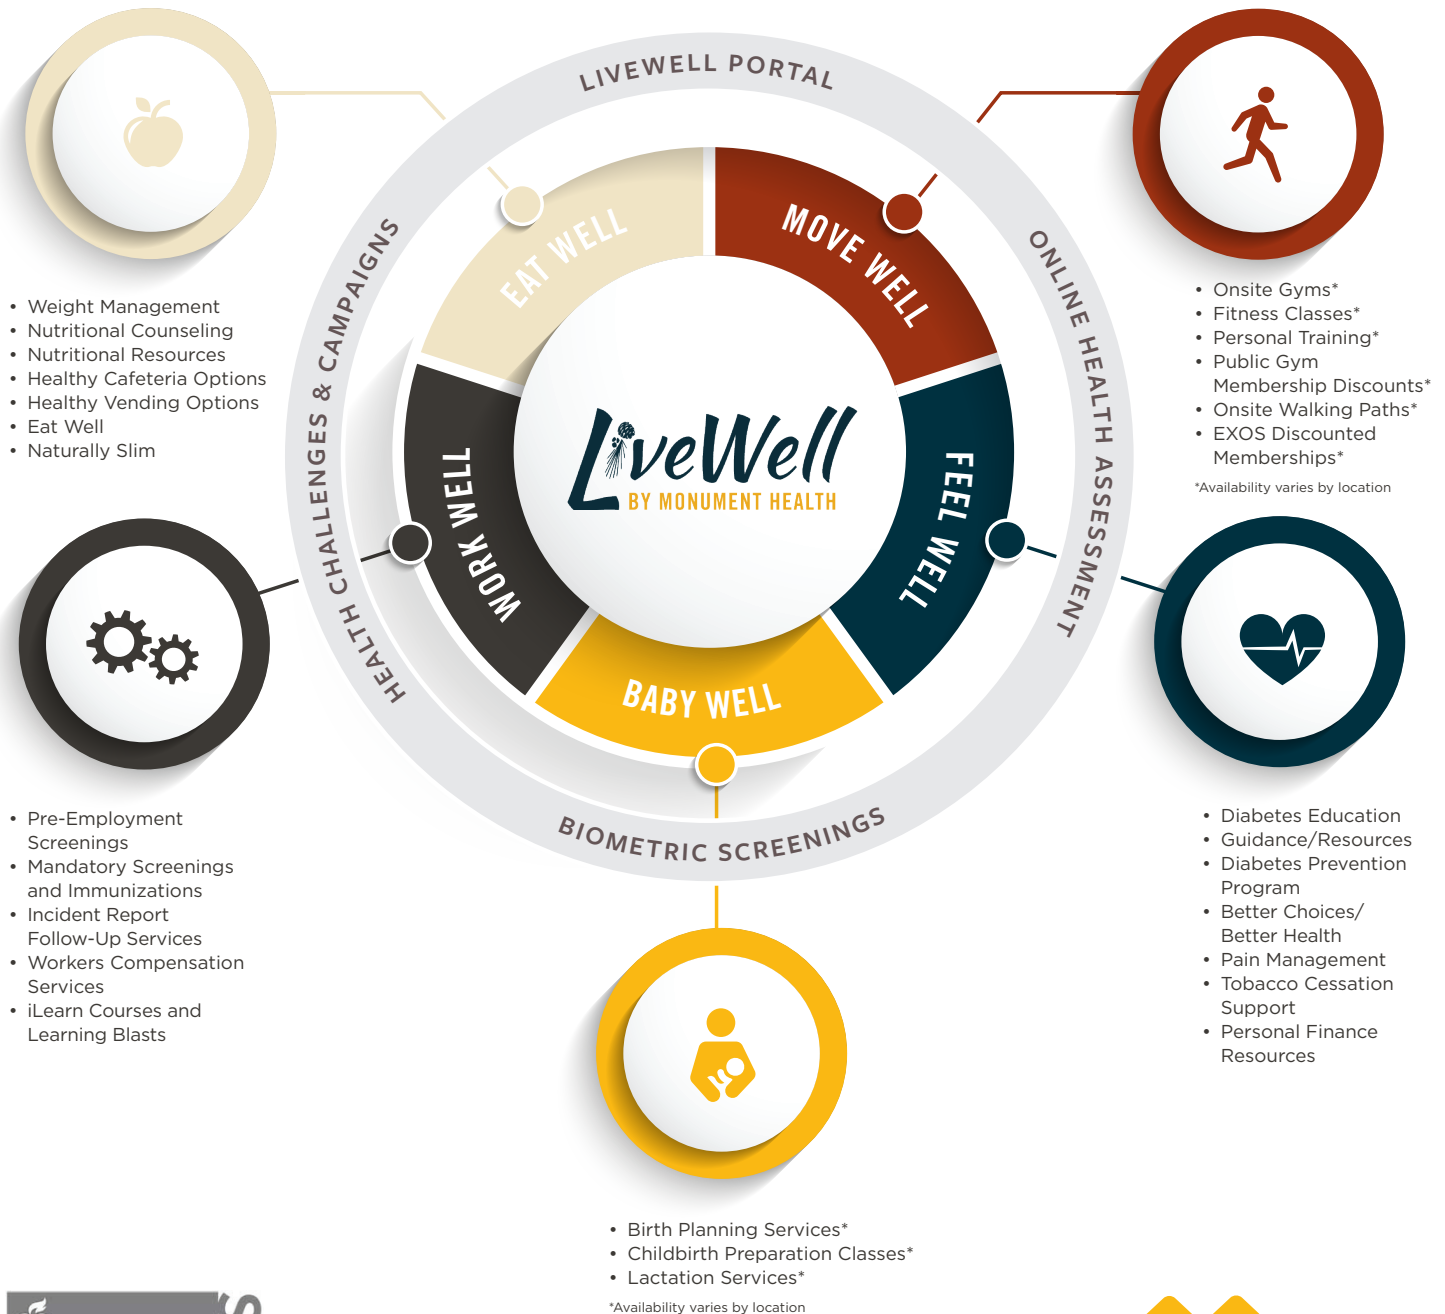 LIVEWELL PORTAL
ONLINE HEALTH ASSESSMENT
BIOMETRIC SCREENINGS
HEALTH CHALLENGES & CAMPAIGNS
EAT WELL
MOVE WELL
FEEL WELL
BABY WELL
WORK WELL
LiveWell
BY MONUMENT HEALTH
• Weight Management
• Nutritional Counseling
• Nutritional Resources
• Healthy Cafeteria Options
• Healthy Vending Options
• Eat Well
• Naturally Slim
• Onsite Gyms*
• Fitness Classes*
• Personal Training*
• Public Gym
Membership Discounts*
• Onsite Walking Paths*
• EXOS Discounted
Memberships*
*Availability varies by location
• Pre-Employment
Screenings
• Mandatory Screenings
and Immunizations
• Incident Report
Follow-Up Services
• Workers Compensation
Services
• iLearn Courses and
Learning Blasts
• Diabetes Education
• Guidance/Resources
• Diabetes Prevention
Program
• Better Choices/
Better Health
• Pain Management
• Tobacco Cessation
Support
• Personal Finance
Resources
• Birth Planning Services*
• Childbirth Preparation Classes*
• Lactation Services*
*Availability varies by location